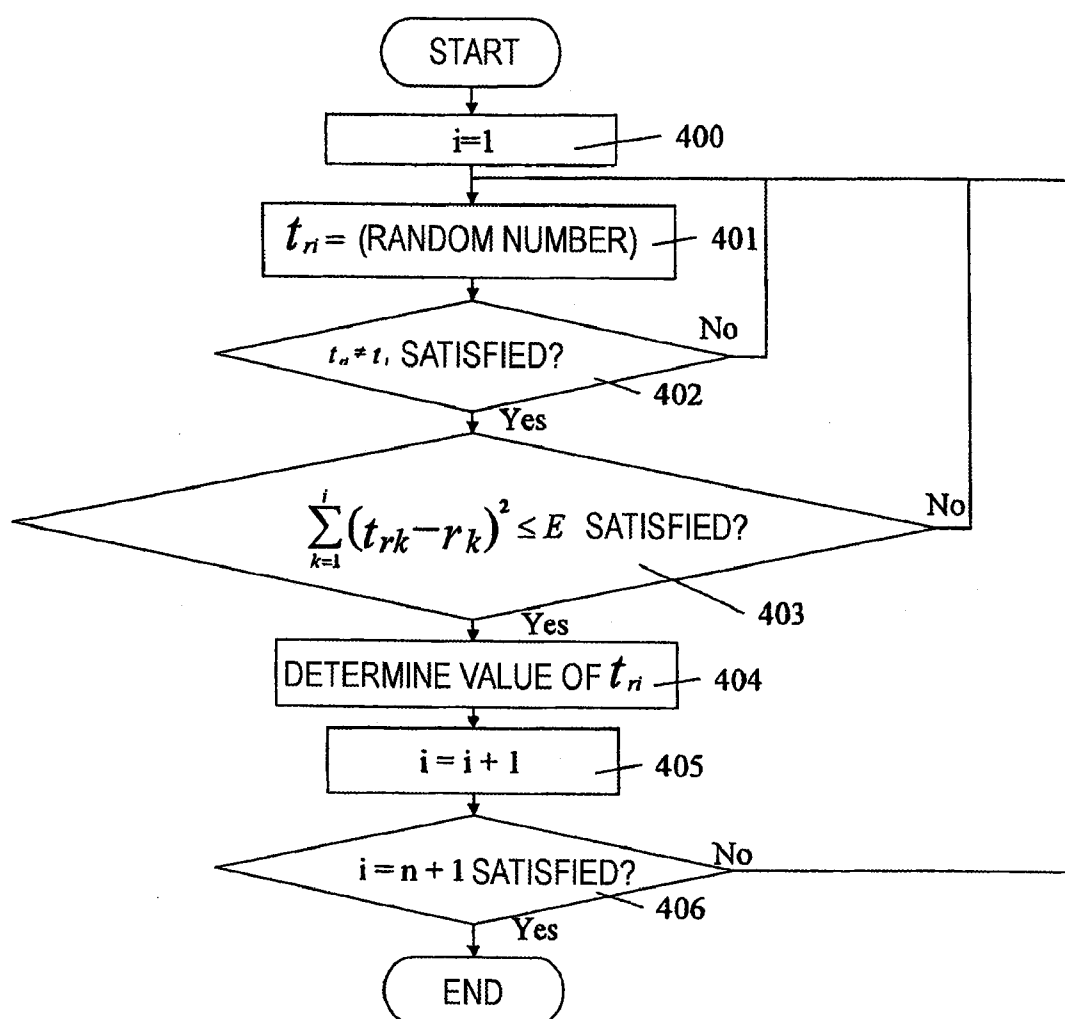 START
i=1
400
t_ri = (RANDOM NUMBER)
401
No
t_ri ≠ t_i SATISFIED?
402
Yes
No
∑_{k=1}^{i} (t_rk − r_k)² ≤ E SATISFIED?
403
Yes
DETERMINE VALUE OF t_ri
404
i = i + 1
405
No
i = n + 1 SATISFIED?
406
Yes
END